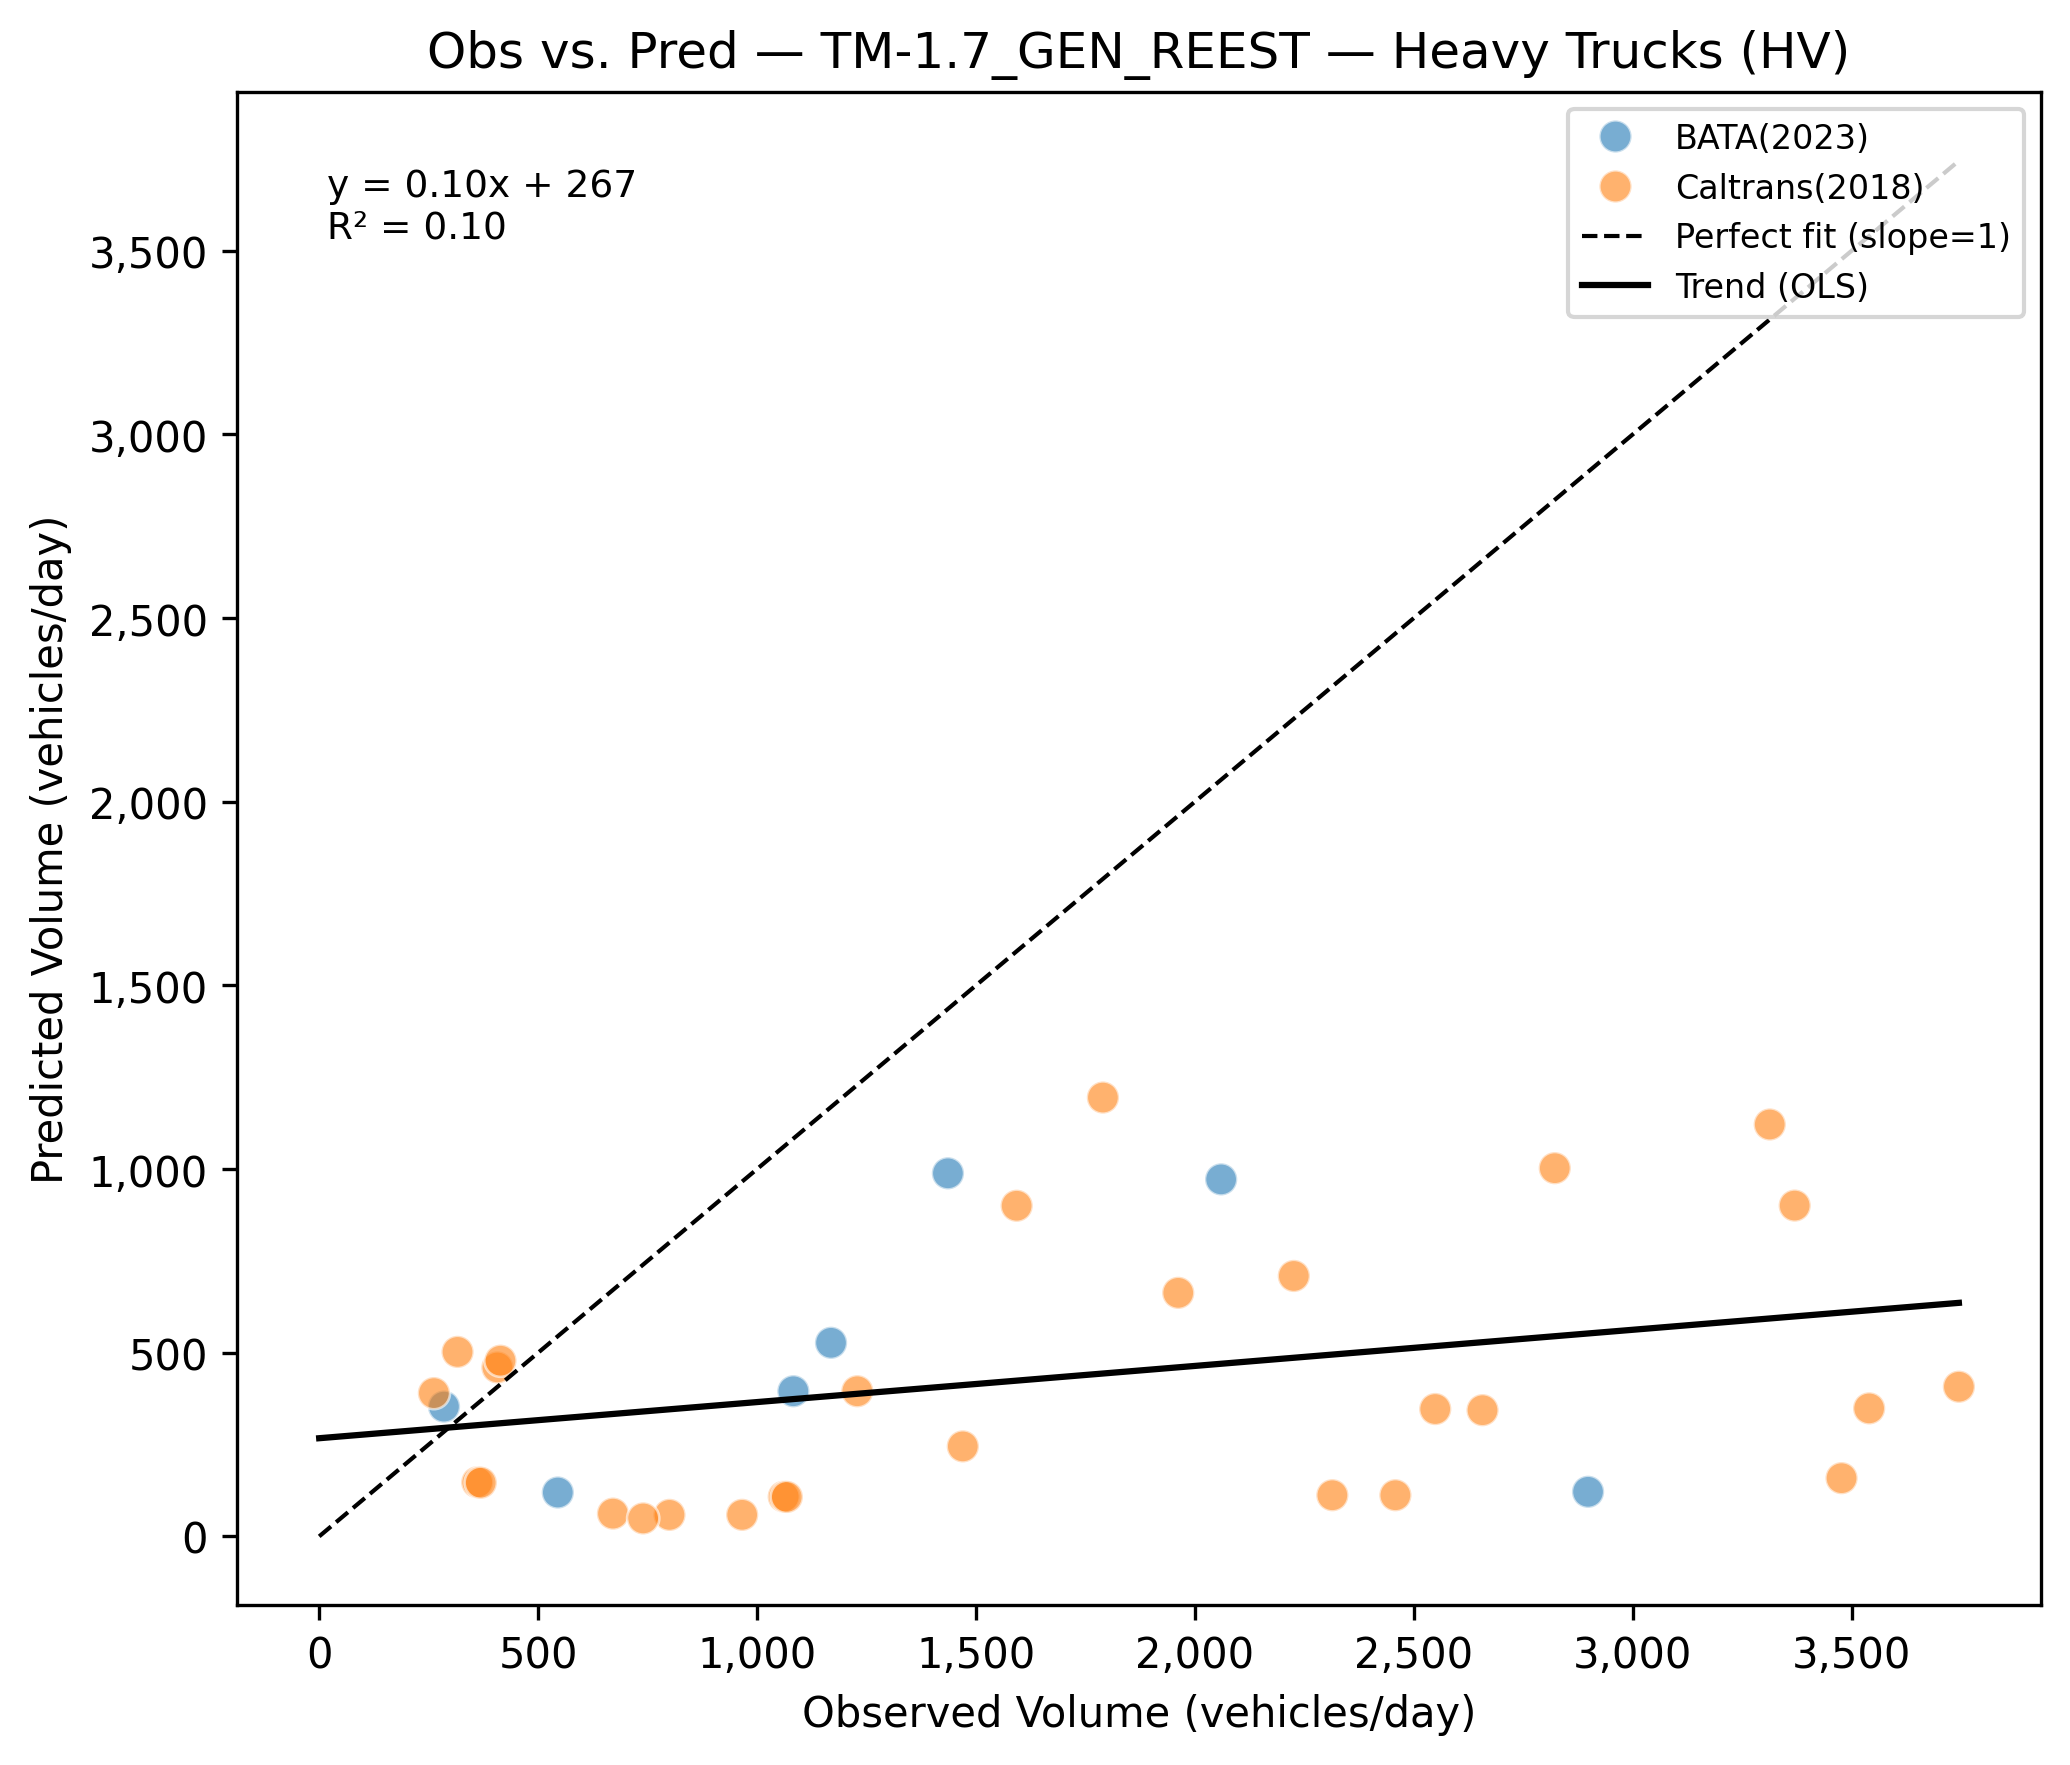 Obs vs. Pred — TM-1.7_GEN_REEST — Heavy Trucks (HV)
y = 0.10x + 267
R² = 0.10
BATA(2023)
Caltrans(2018)
Perfect fit (slope=1)
Trend (OLS)
Predicted Volume (vehicles/day)
3,500
3,000
2,500
2,000
1,500
1,000
500
0
0
500
1,000
1,500
2,000
2,500
3,000
3,500
Observed Volume (vehicles/day)